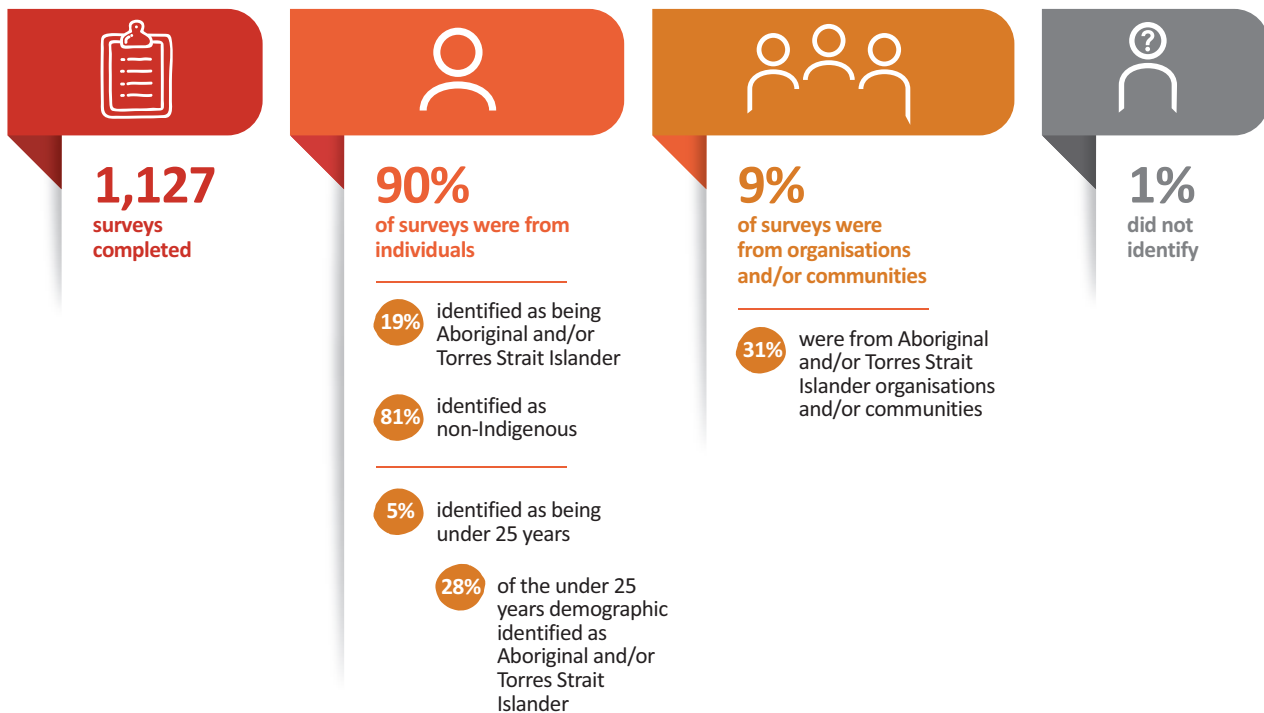 ?
1,127
surveys
completed
90%
of surveys were from
individuals
19%
identified as being
Aboriginal and/or
Torres Strait Islander
81%
identified as
non-Indigenous
5%
identified as being
under 25 years
28%
of the under 25
years demographic
identified as
Aboriginal and/or
Torres Strait
Islander
9%
of surveys were
from organisations
and/or communities
31%
were from Aboriginal
and/or Torres Strait
Islander organisations
and/or communities
1%
did not
identify